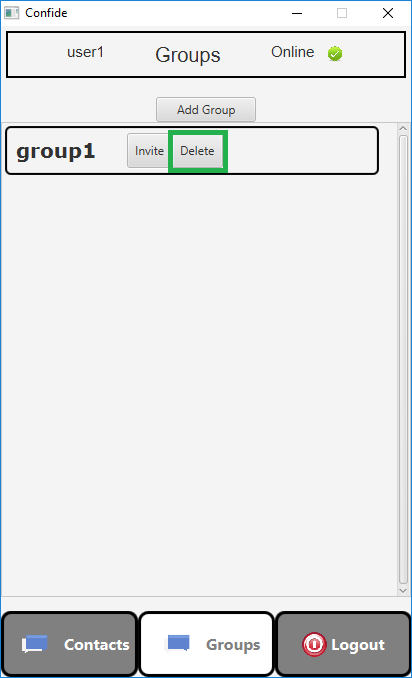 Confide
user1 Groups Online
Add Group
group1 Invite Delete
Contacts Groups Logout